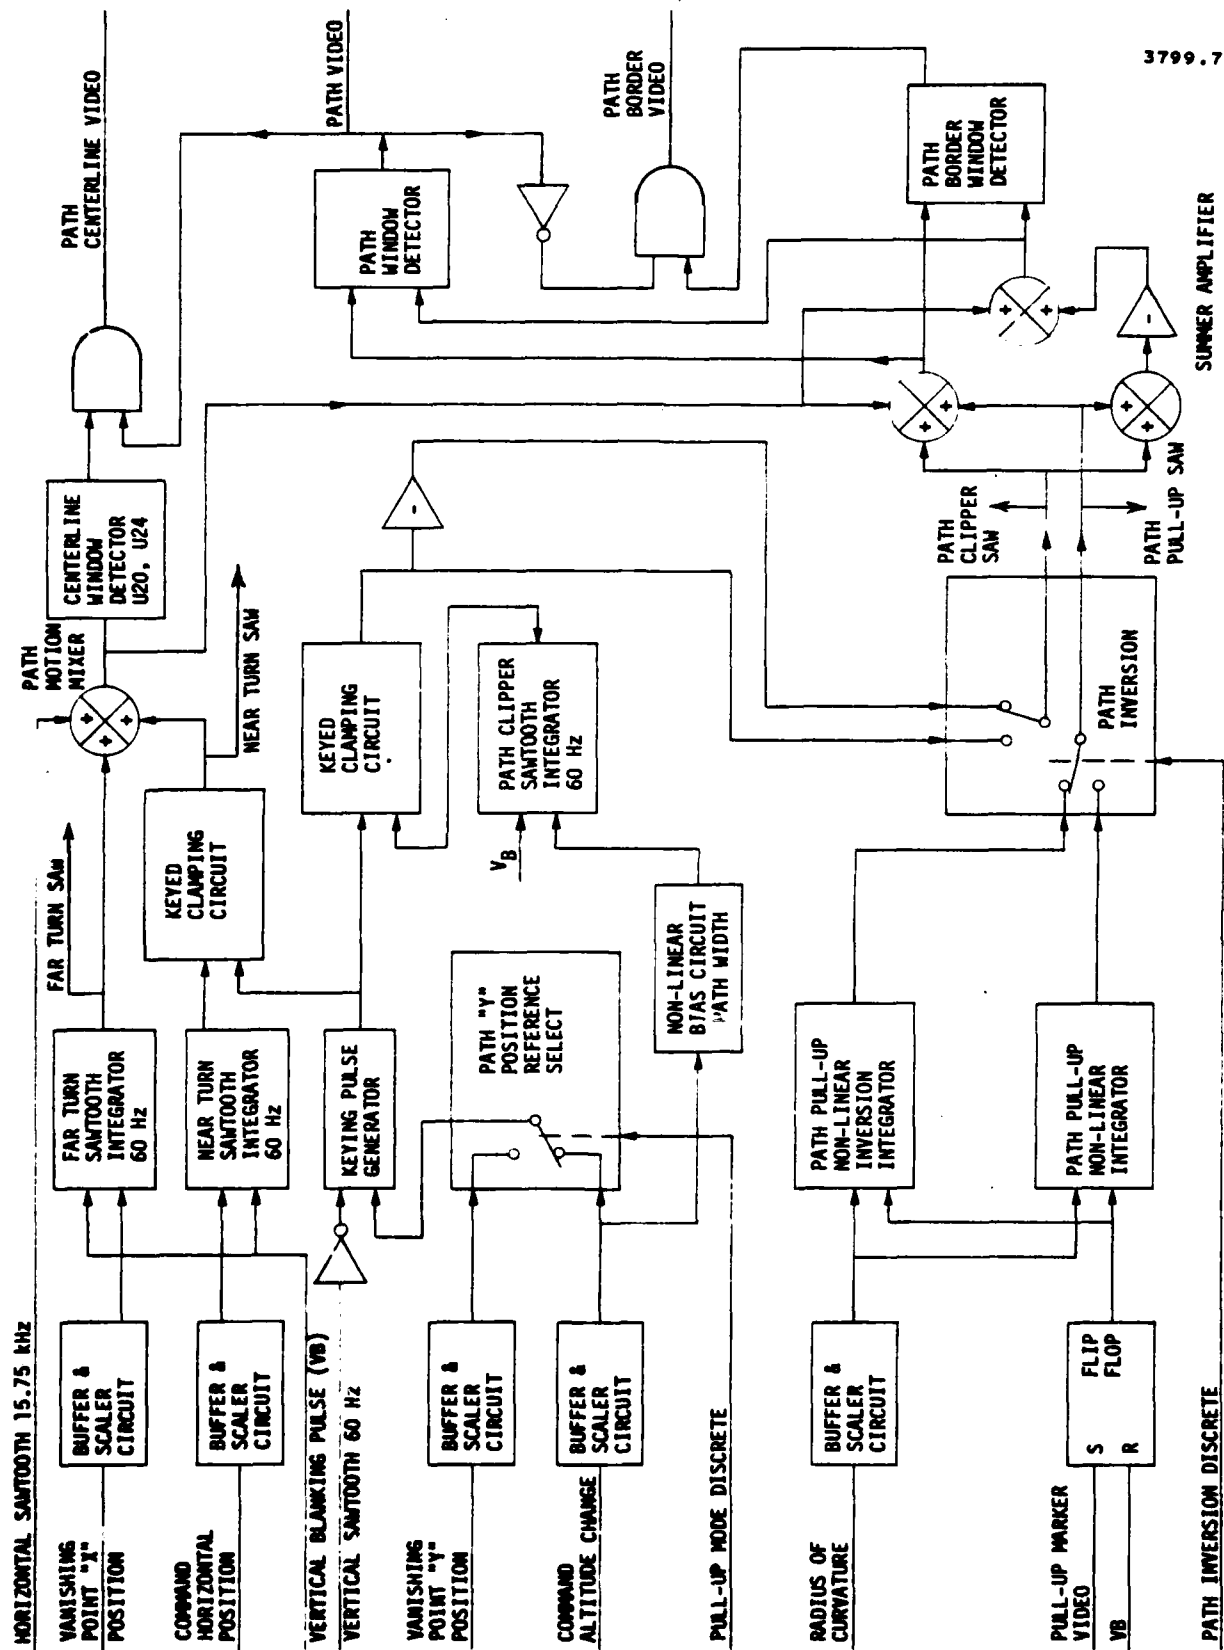 3799.7
HORIZONTAL SAWTOOTH 15.75 kHz
VANISHING
POINT "X"
POSITION
BUFFER &
SCALER
CIRCUIT
FAR TURN
SAWTOOTH
INTEGRATOR
60 Hz
FAR TURN SAW
PATH
MOTION
MIXER
+
+
+
CENTERLINE
WINDOW
DETECTOR
U20, U24
PATH
CENTERLINE VIDEO
COMMAND
HORIZONTAL
POSITION
BUFFER &
SCALER
CIRCUIT
NEAR TURN
SAWTOOTH
INTEGRATOR
60 Hz
KEYED
CLAMPING
CIRCUIT
NEAR TURN SAW
VERTICAL BLANKING PULSE (VB)
VERTICAL SAWTOOTH 60 Hz
KEYING PULSE
GENERATOR
KEYED
CLAMPING
CIRCUIT
-
PATH
WINDOW
DETECTOR
PATH VIDEO
VANISHING
POINT "Y"
POSITION
BUFFER &
SCALER
CIRCUIT
PATH "Y"
POSITION
REFERENCE
SELECT
VB
PATH CLIPPER
SAWTOOTH
INTEGRATOR
60 Hz
COMMAND
ALTITUDE CHANGE
BUFFER &
SCALER
CIRCUIT
NON-LINEAR
BIAS CIRCUIT
PATH WIDTH
PATH
BORDER
VIDEO
PULL-UP MODE DISCRETE
RADIUS OF
CURVATURE
BUFFER &
SCALER
CIRCUIT
PATH PULL-UP
NON-LINEAR
INVERSION
INTEGRATOR
PATH
INVERSION
PATH
CLIPPER
SAW
+
+
PATH
BORDER
WINDOW
DETECTOR
PULL-UP MARKER
VIDEO
VB
S
R
FLIP
FLOP
PATH PULL-UP
NON-LINEAR
INTEGRATOR
PATH
PULL-UP SAW
+
+
-
+
+
SUMMER AMPLIFIER
PATH INVERSION DISCRETE